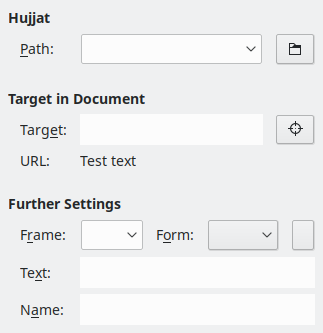 Hujjat
Path:
Target in Document
Target:
URL: Test text
Further Settings
Frame: Form:
Text:
Name: